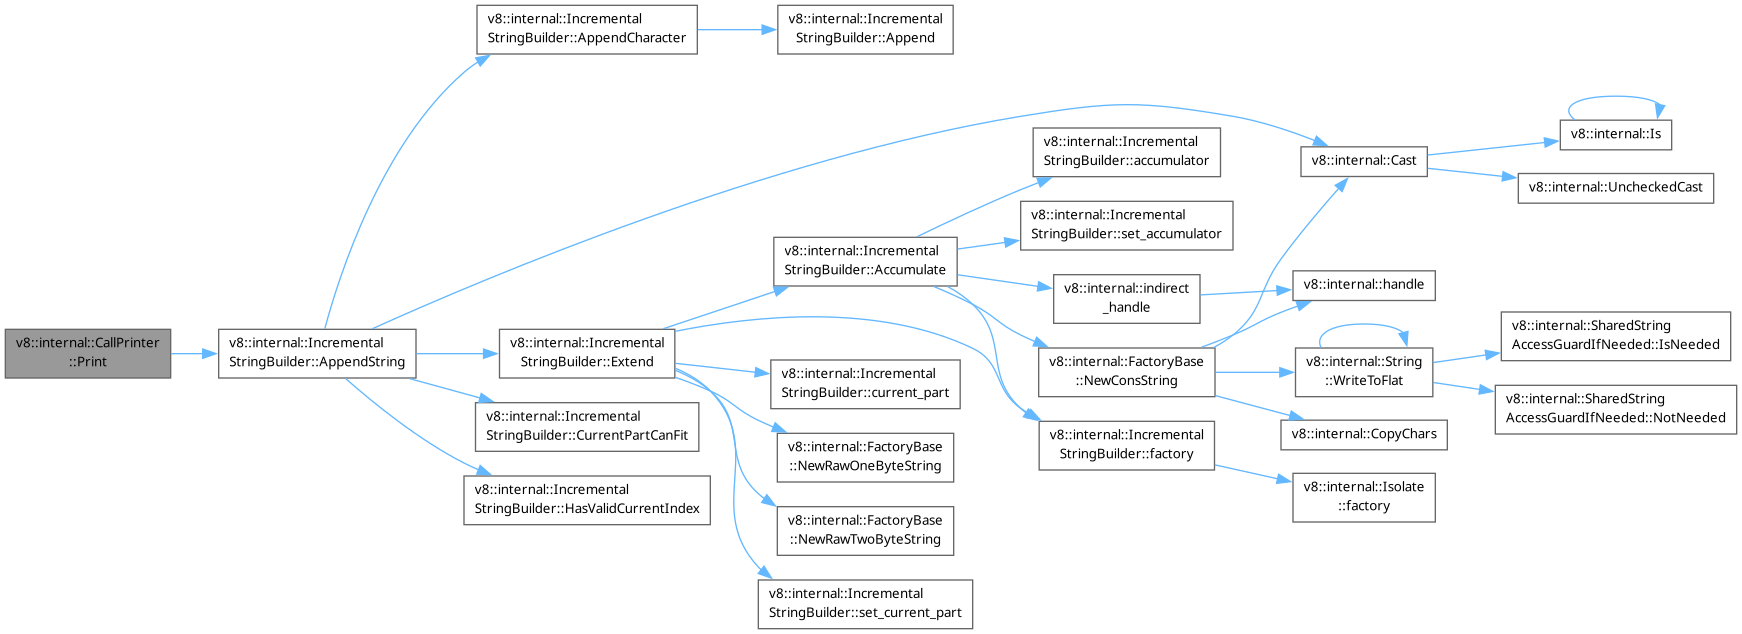 v8::internal::CallPrinter
::Print
v8::internal::Incremental
StringBuilder::AppendString
v8::internal::Incremental
StringBuilder::AppendCharacter
v8::internal::Incremental
StringBuilder::Append
v8::internal::Incremental
StringBuilder::Extend
v8::internal::Incremental
StringBuilder::CurrentPartCanFit
v8::internal::Incremental
StringBuilder::HasValidCurrentIndex
v8::internal::Incremental
StringBuilder::Accumulate
v8::internal::Incremental
StringBuilder::current_part
v8::internal::FactoryBase
::NewRawOneByteString
v8::internal::FactoryBase
::NewRawTwoByteString
v8::internal::Incremental
StringBuilder::set_current_part
v8::internal::Incremental
StringBuilder::accumulator
v8::internal::Incremental
StringBuilder::set_accumulator
v8::internal::indirect
_handle
v8::internal::FactoryBase
::NewConsString
v8::internal::Incremental
StringBuilder::factory
v8::internal::Cast
v8::internal::handle
v8::internal::String
::WriteToFlat
v8::internal::CopyChars
v8::internal::Isolate
::factory
v8::internal::Is
v8::internal::UncheckedCast
v8::internal::SharedString
AccessGuardIfNeeded::IsNeeded
v8::internal::SharedString
AccessGuardIfNeeded::NotNeeded